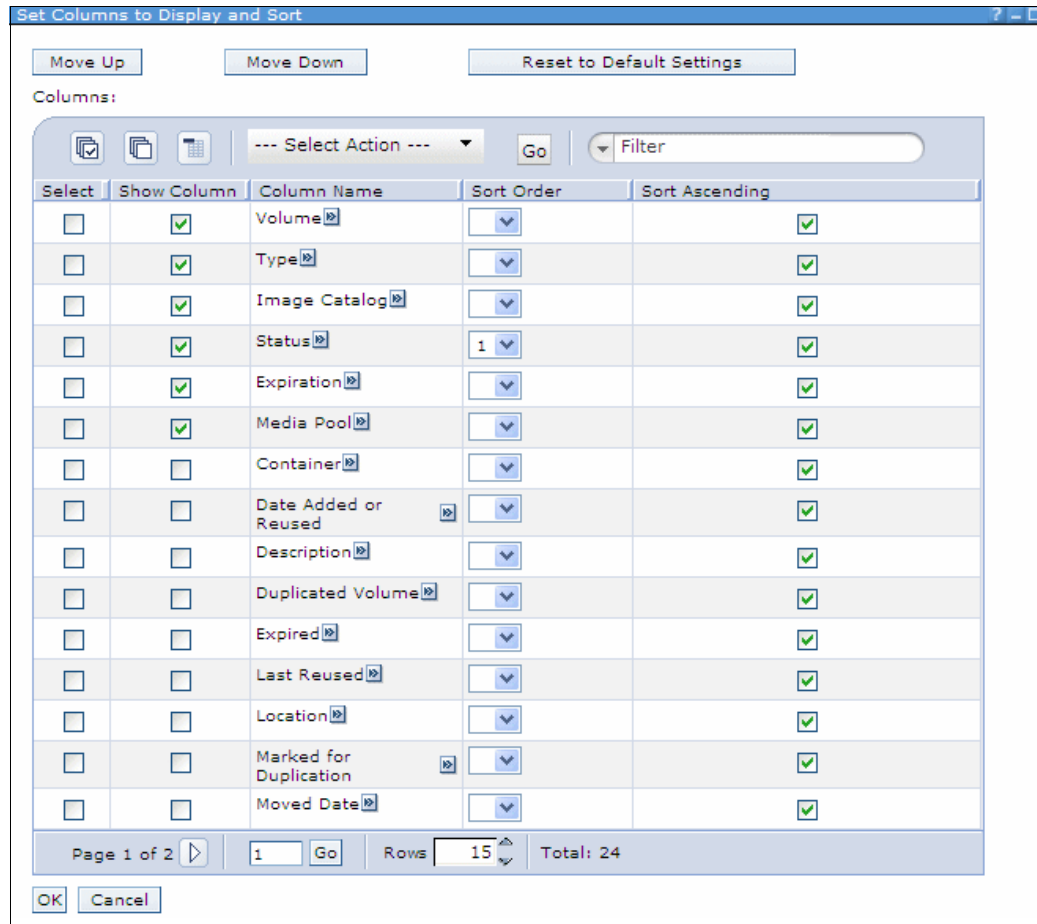 Set Columns to Display and Sort ?
Move Up Move Down Reset to Default Settings
Columns:
--- Select Action --- Go Filter
Select Show Column Column Name Sort Order Sort Ascending
Volume
Type
Image Catalog
Status 1
Expiration
Media Pool
Container
Date Added or
Reused
Description
Duplicated Volume
Expired
Last Reused
Location
Marked for
Duplication
Moved Date
Page 1 of 2 1 Go Rows 15 Total: 24
OK Cancel